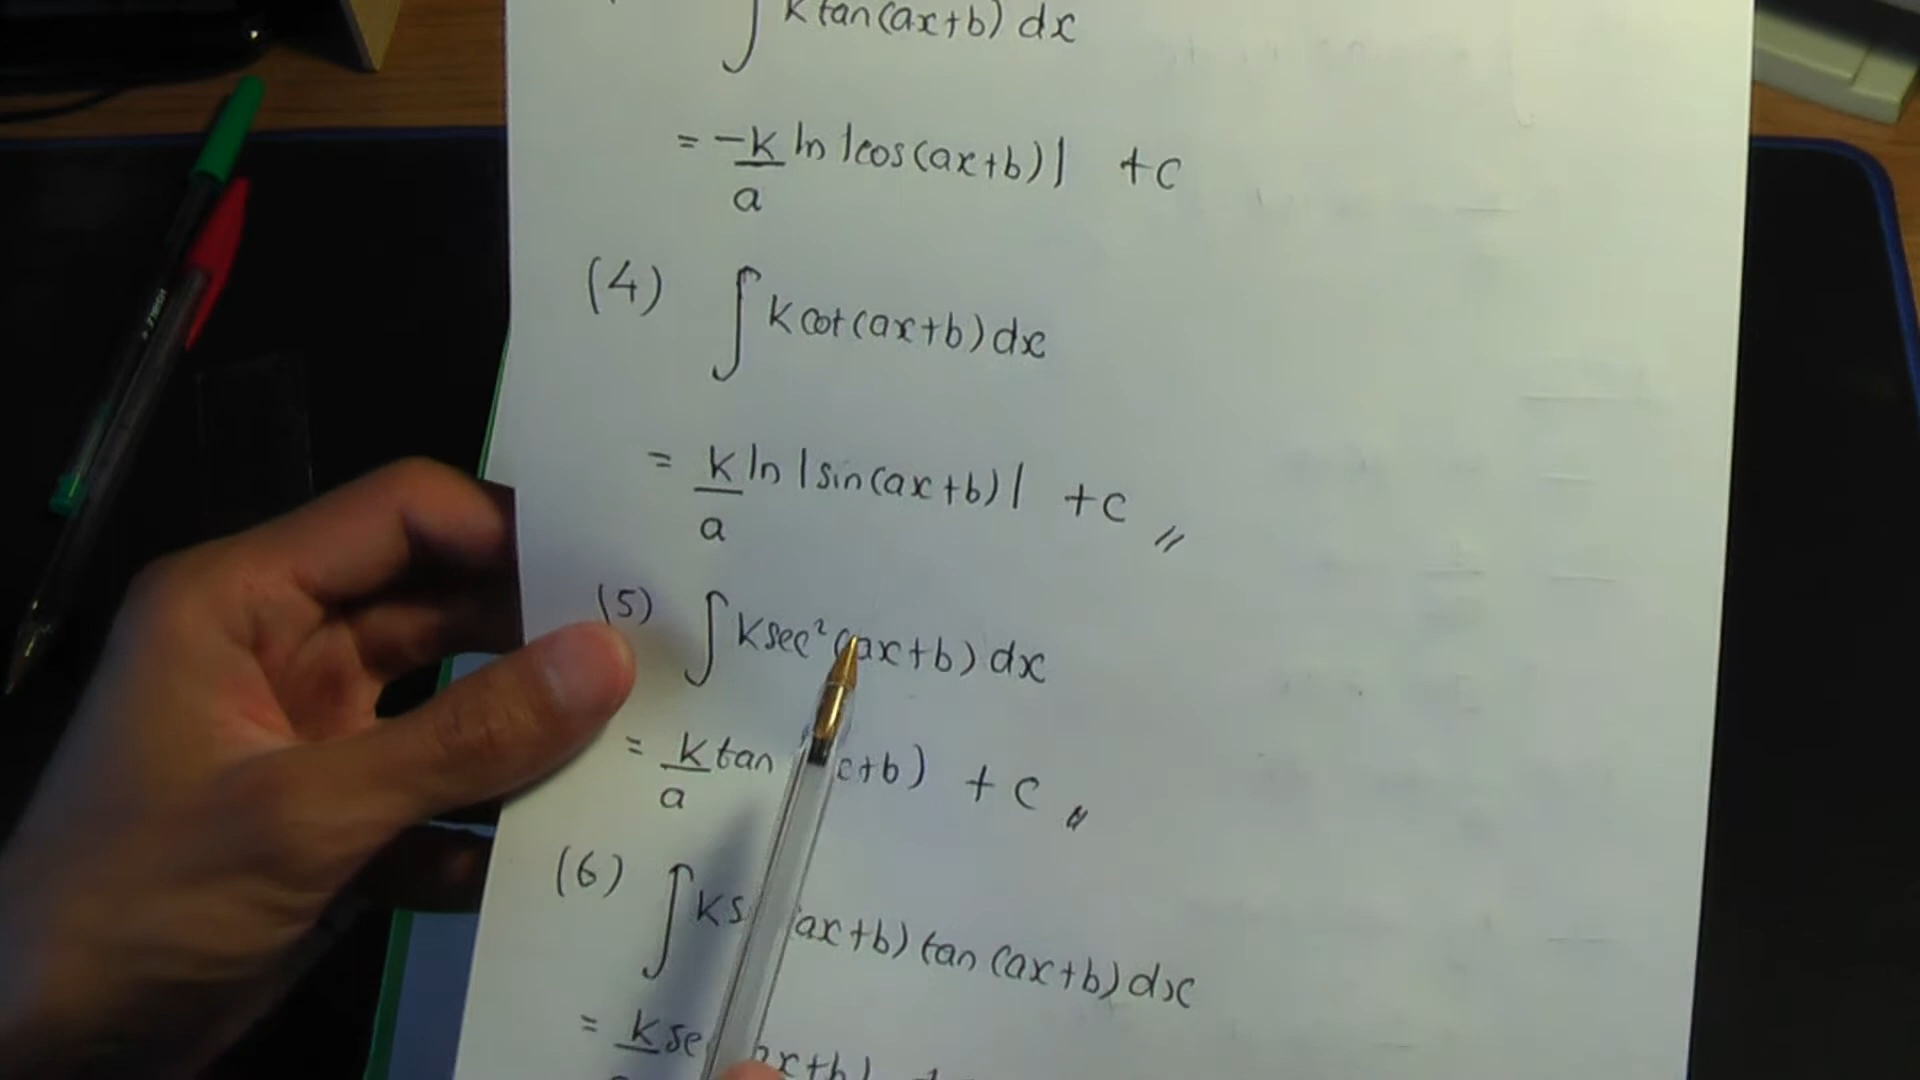 ∫ k tan(ax+b) dx
= -k/a ln |cos(ax+b)| + c
(4) ∫ k cot(ax+b) dx
= k/a ln |sin(ax+b)| + c //
(5) ∫ k sec² (ax+b) dx
= k/a tan x+b) + c //
(6) ∫ k s ax+b) tan (ax+b) dx
= k se ax+b)